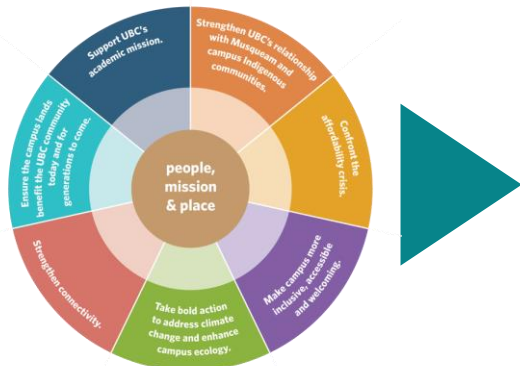 Support UBC's
academic mission.
Strengthen UBC's relationship
with Musqueam and
campus Indigenous
communities.
Confront the
affordability crisis.
Make campus more
inclusive, accessible
and welcoming.
Take bold action
to address climate
change and enhance
campus ecology.
Strengthen connectivity.
Ensure the campus lands
benefit the UBC community
today and for
generations to come.
people,
mission
& place